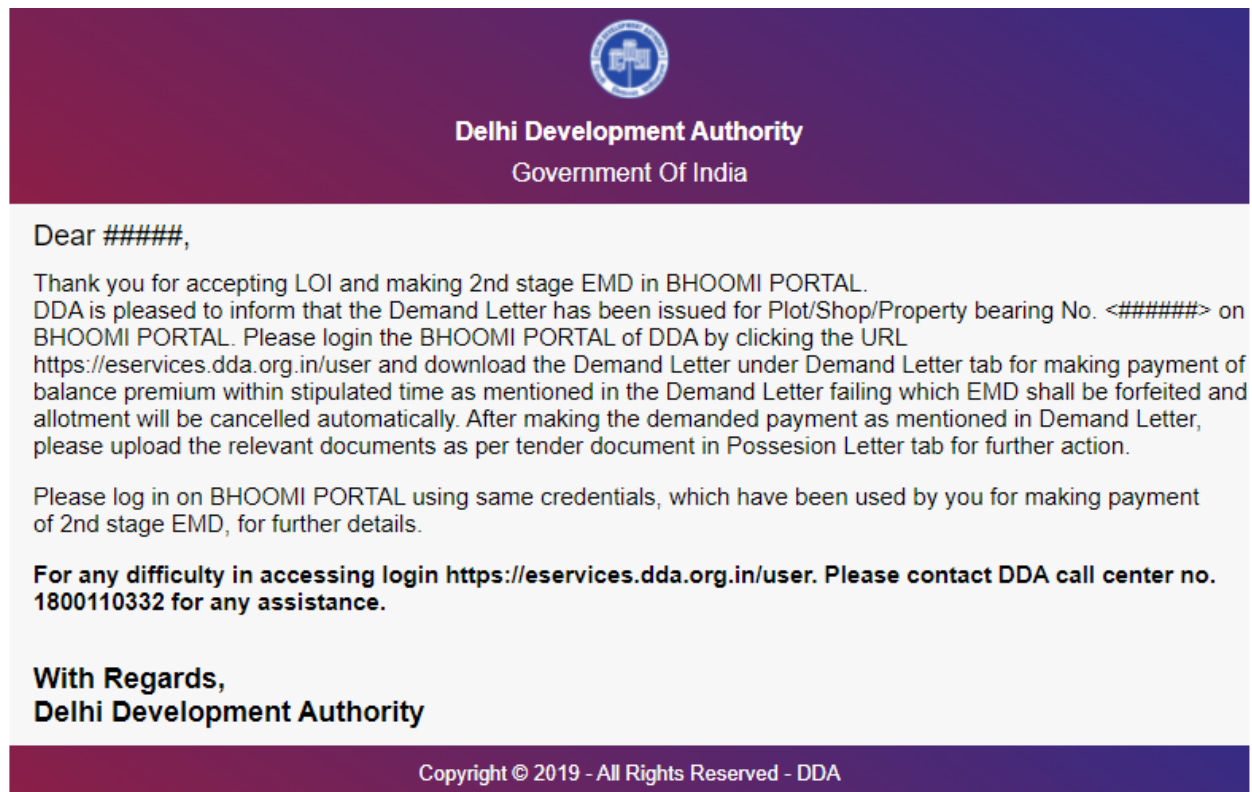 Delhi Development Authority
Government Of India
Dear #####,
Thank you for accepting LOI and making 2nd stage EMD in BHOOMI PORTAL.
DDA is pleased to inform that the Demand Letter has been issued for Plot/Shop/Property bearing No. <######> on
BHOOMI PORTAL. Please login the BHOOMI PORTAL of DDA by clicking the URL
https://eservices.dda.org.in/user and download the Demand Letter under Demand Letter tab for making payment of
balance premium within stipulated time as mentioned in the Demand Letter failing which EMD shall be forfeited and
allotment will be cancelled automatically. After making the demanded payment as mentioned in Demand Letter,
please upload the relevant documents as per tender document in Possesion Letter tab for further action.
Please log in on BHOOMI PORTAL using same credentials, which have been used by you for making payment
of 2nd stage EMD, for further details.
For any difficulty in accessing login https://eservices.dda.org.in/user. Please contact DDA call center no.
1800110332 for any assistance.
With Regards,
Delhi Development Authority
Copyright © 2019 - All Rights Reserved - DDA